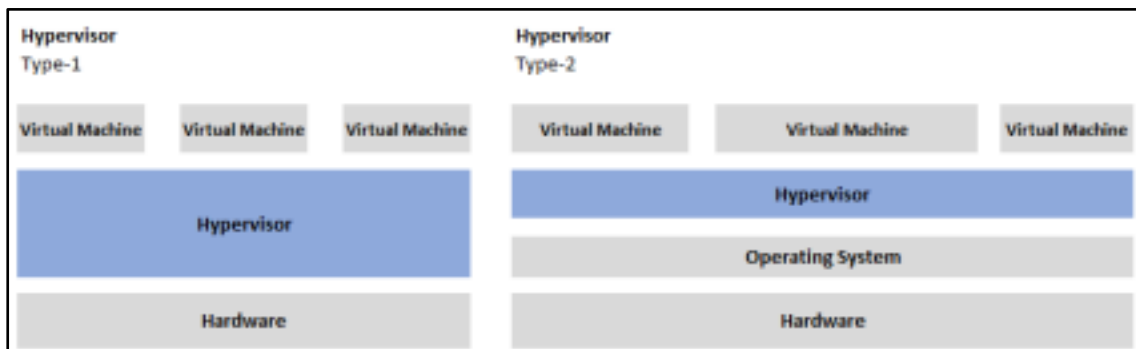 Hypervisor
Type-1
Virtual Machine Virtual Machine Virtual Machine
Hypervisor
Hardware
Hypervisor
Type-2
Virtual Machine Virtual Machine Virtual Machine
Hypervisor
Operating System
Hardware